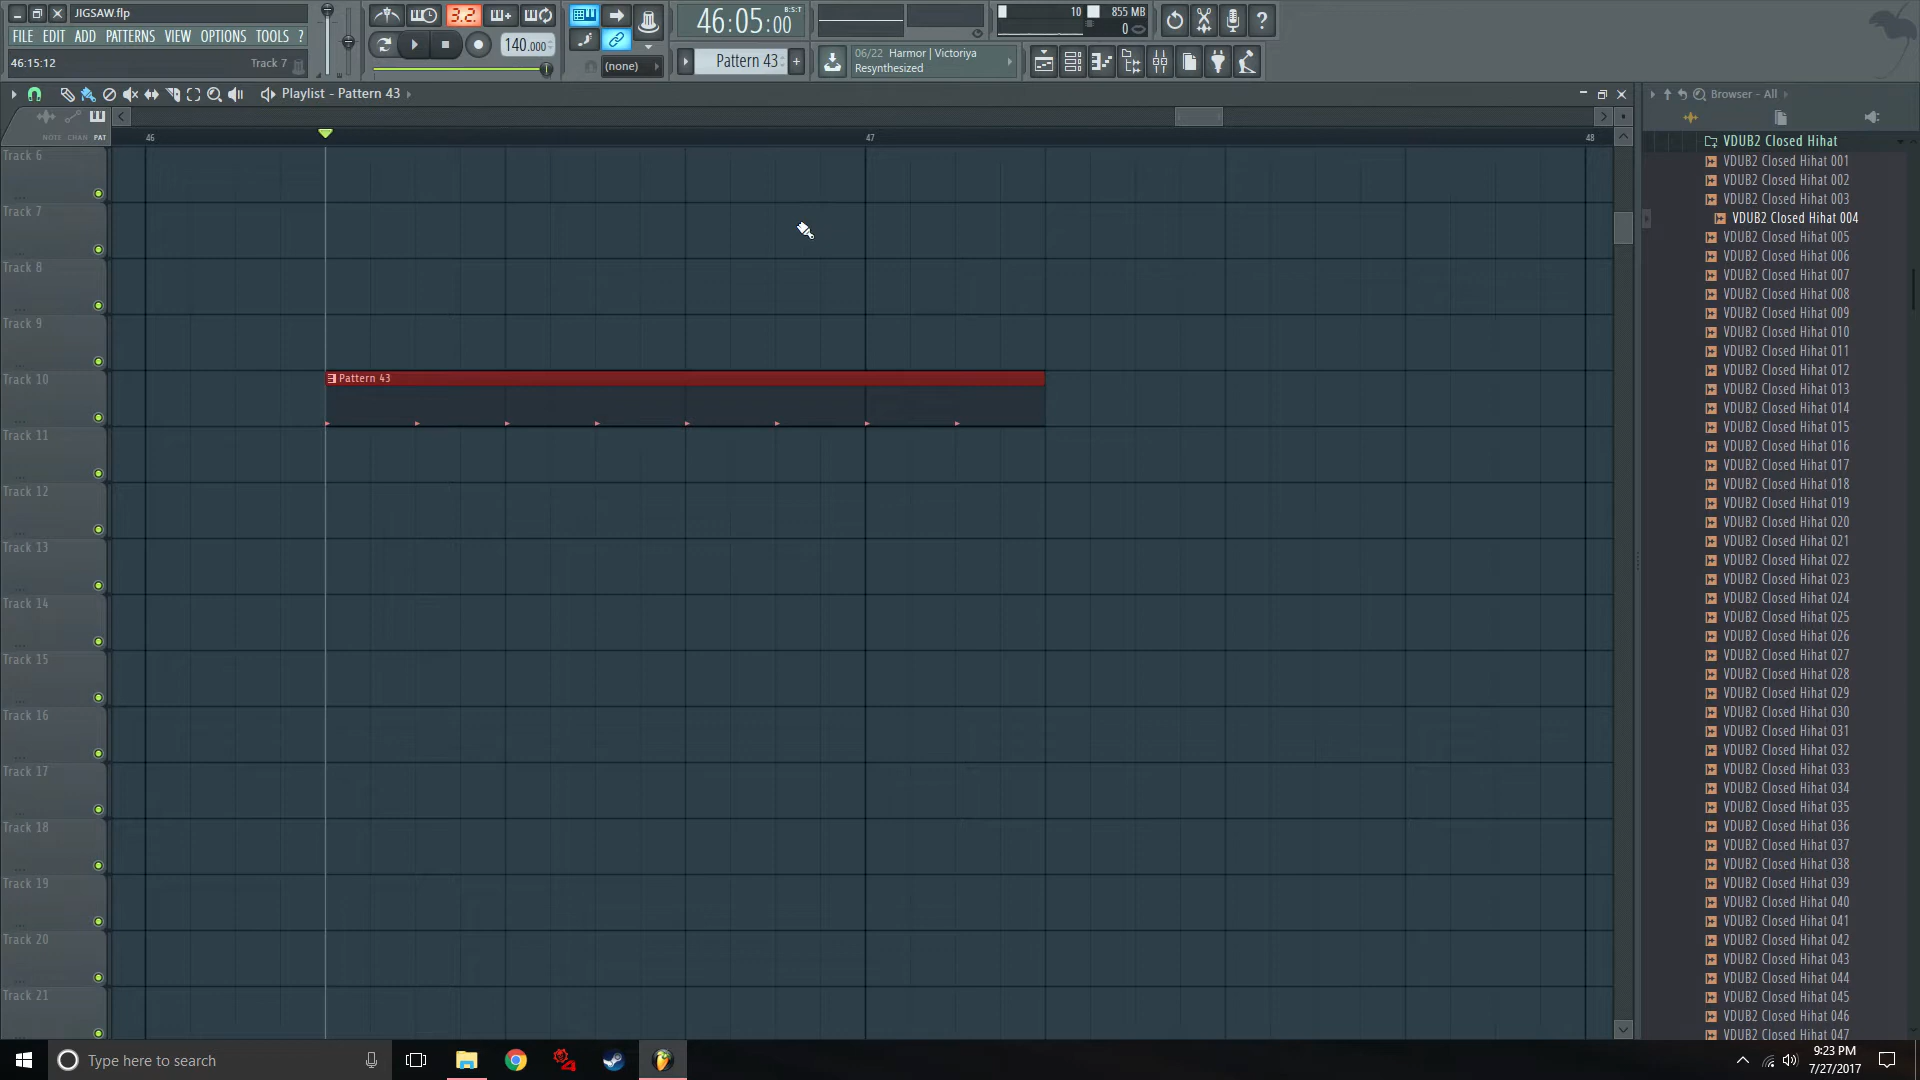 JIGSAW.flp
FILE EDIT ADD PATTERNS VIEW OPTIONS TOOLS ?
46:15:12 Track 7
3.2.
140.000
(none)
46:05:00 B:S:T
Pattern 43 +
10 855 MB
0
06/22 Harmor | Victoriya
Resynthesized
?
Playlist - Pattern 43
NOTE CHAN PAT
46 47 48
Track 6
Track 7
Track 8
Track 9
Track 10
Pattern 43
Track 11
Track 12
Track 13
Track 14
Track 15
Track 16
Track 17
Track 18
Track 19
Track 20
Track 21
Browser - All
VDUB2 Closed Hihat
VDUB2 Closed Hihat 001
VDUB2 Closed Hihat 002
VDUB2 Closed Hihat 003
VDUB2 Closed Hihat 004
VDUB2 Closed Hihat 005
VDUB2 Closed Hihat 006
VDUB2 Closed Hihat 007
VDUB2 Closed Hihat 008
VDUB2 Closed Hihat 009
VDUB2 Closed Hihat 010
VDUB2 Closed Hihat 011
VDUB2 Closed Hihat 012
VDUB2 Closed Hihat 013
VDUB2 Closed Hihat 014
VDUB2 Closed Hihat 015
VDUB2 Closed Hihat 016
VDUB2 Closed Hihat 017
VDUB2 Closed Hihat 018
VDUB2 Closed Hihat 019
VDUB2 Closed Hihat 020
VDUB2 Closed Hihat 021
VDUB2 Closed Hihat 022
VDUB2 Closed Hihat 023
VDUB2 Closed Hihat 024
VDUB2 Closed Hihat 025
VDUB2 Closed Hihat 026
VDUB2 Closed Hihat 027
VDUB2 Closed Hihat 028
VDUB2 Closed Hihat 029
VDUB2 Closed Hihat 030
VDUB2 Closed Hihat 031
VDUB2 Closed Hihat 032
VDUB2 Closed Hihat 033
VDUB2 Closed Hihat 034
VDUB2 Closed Hihat 035
VDUB2 Closed Hihat 036
VDUB2 Closed Hihat 037
VDUB2 Closed Hihat 038
VDUB2 Closed Hihat 039
VDUB2 Closed Hihat 040
VDUB2 Closed Hihat 041
VDUB2 Closed Hihat 042
VDUB2 Closed Hihat 043
VDUB2 Closed Hihat 044
VDUB2 Closed Hihat 045
VDUB2 Closed Hihat 046
VDUB2 Closed Hihat 047
Type here to search
4
9:23 PM
7/27/2017